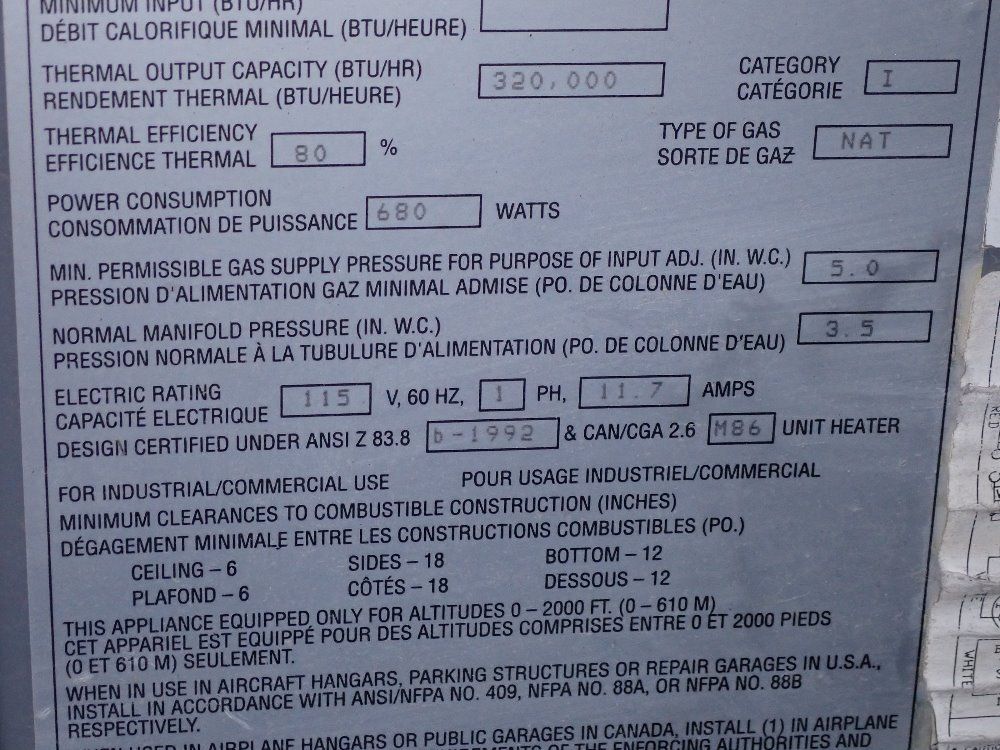 MINIMUM INPUT (BTU/HR)
DÉBIT CALORIFIQUE MINIMAL (BTU/HEURE)
THERMAL OUTPUT CAPACITY (BTU/HR) 320,000 CATEGORY I
RENDEMENT THERMAL (BTU/HEURE) CATÉGORIE
THERMAL EFFICIENCY 80 % TYPE OF GAS NAT
EFFICIENCE THERMAL SORTE DE GAZ
POWER CONSUMPTION 680 WATTS
CONSOMMATION DE PUISSANCE
MIN. PERMISSIBLE GAS SUPPLY PRESSURE FOR PURPOSE OF INPUT ADJ. (IN. W.C.) 5.0
PRESSION D'ALIMENTATION GAZ MINIMAL ADMISE (PO. DE COLONNE D'EAU)
NORMAL MANIFOLD PRESSURE (IN. W.C.) 3.5
PRESSION NORMALE À LA TUBULURE D'ALIMENTATION (PO. DE COLONNE D'EAU)
ELECTRIC RATING 115 V, 60 HZ, 1 PH, 11.7 AMPS
CAPACITÉ ELECTRIQUE
DESIGN CERTIFIED UNDER ANSI Z 83.8 b-1992 & CAN/CGA 2.6 M86 UNIT HEATER
FOR INDUSTRIAL/COMMERCIAL USE POUR USAGE INDUSTRIEL/COMMERCIAL
MINIMUM CLEARANCES TO COMBUSTIBLE CONSTRUCTION (INCHES)
DÉGAGEMENT MINIMALE ENTRE LES CONSTRUCTIONS COMBUSTIBLES (PO.)
CEILING – 6 SIDES – 18 BOTTOM – 12
PLAFOND – 6 CÔTÉS – 18 DESSOUS – 12
THIS APPLIANCE EQUIPPED ONLY FOR ALTITUDES 0 – 2000 FT. (0 – 610 M)
CET APPARIEL EST EQUIPPÉ POUR DES ALTITUDES COMPRISES ENTRE 0 ET 2000 PIEDS
(0 ET 610 M) SEULEMENT.
WHEN IN USE IN AIRCRAFT HANGARS, PARKING STRUCTURES OR REPAIR GARAGES IN U.S.A.,
INSTALL IN ACCORDANCE WITH ANSI/NFPA NO. 409, NFPA NO. 88A, OR NFPA NO. 88B
RESPECTIVELY.
WHEN USED IN AIRPLANE HANGARS OR PUBLIC GARAGES IN CANADA, INSTALL (1) IN AIRPLANE
OF THE ENFORCING AUTHORITIES AND
RED
WHITE